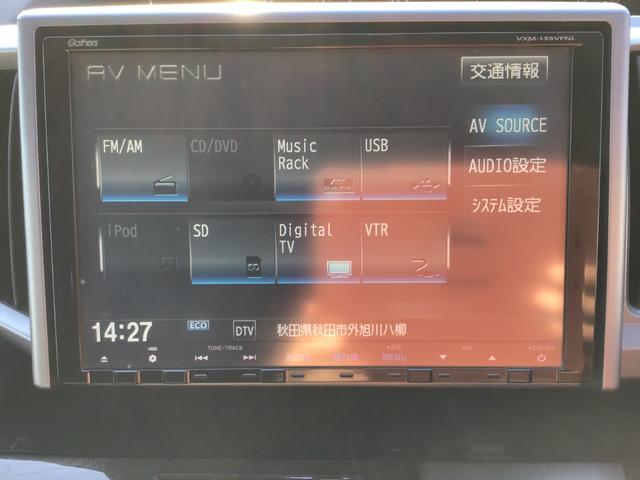 Gathers
VXM-135VFNi
AV MENU
交通情報
FM/AM
CD/DVD
Music
Rack
USB
AV SOURCE
AUDIO設定
システム設定
iPod
SD
Digital
TV
VTR
14:27
ECO
DTV
秋田県秋田市外旭川八柳
TUNE/TRACK
AUDIO
現在地
MENU
VOL